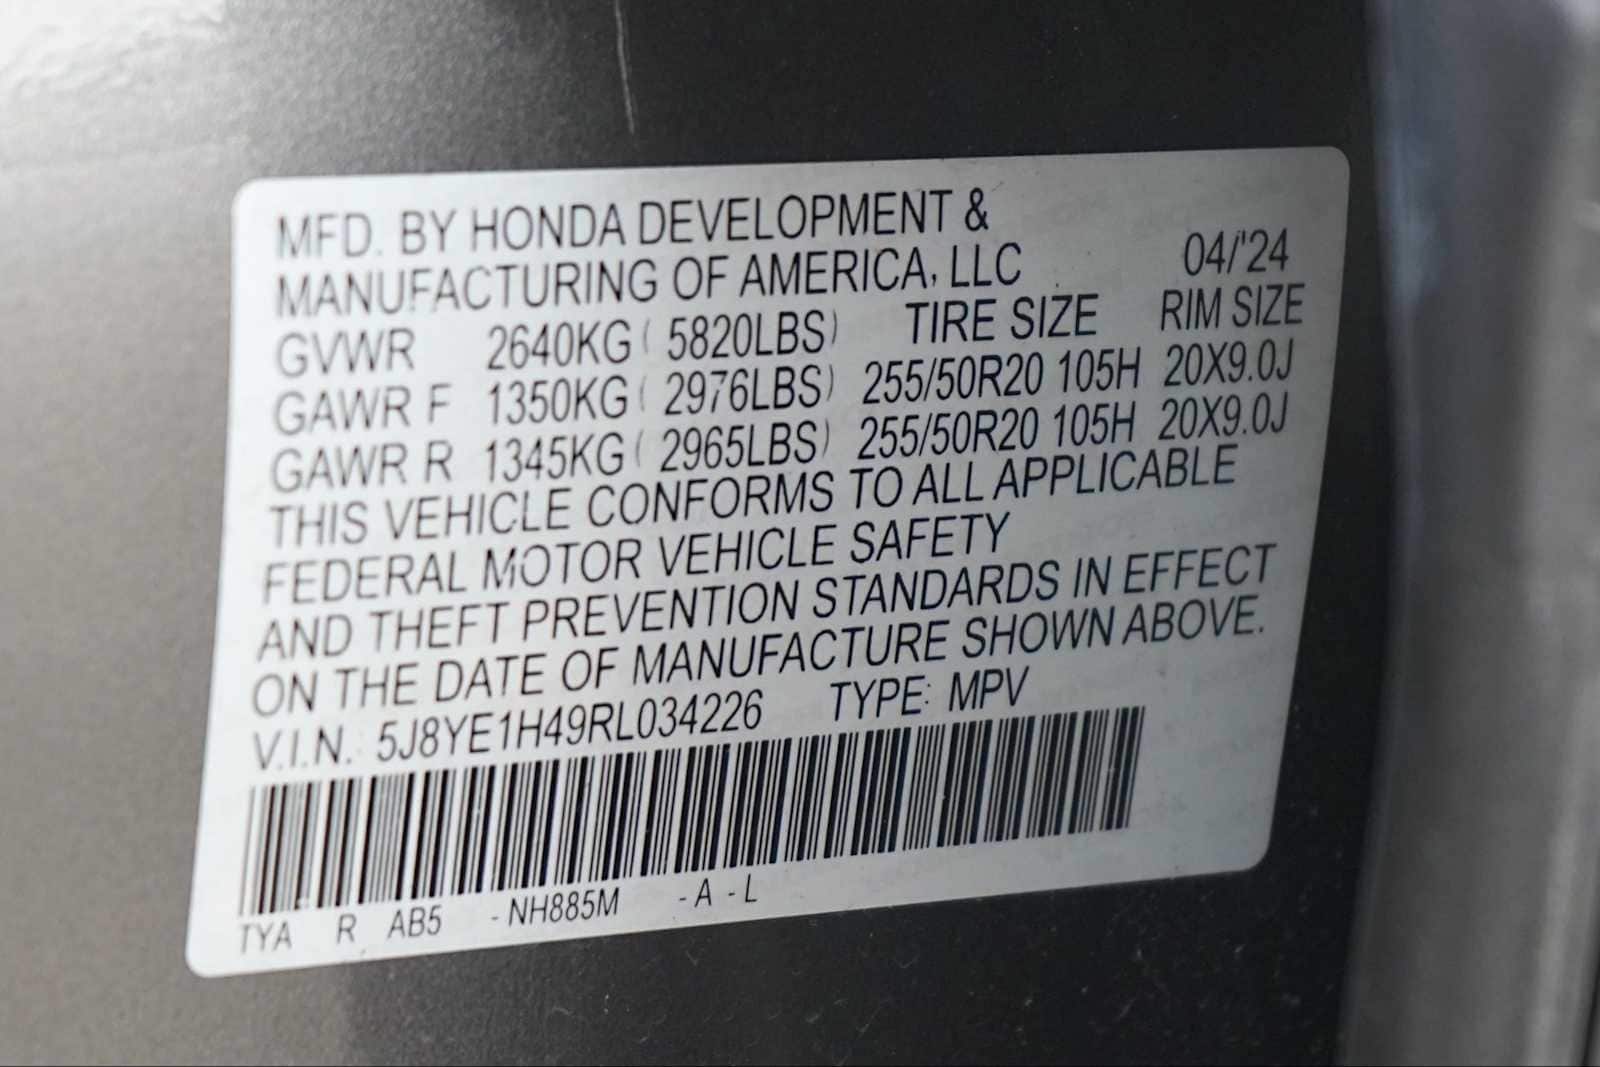 MFD. BY HONDA DEVELOPMENT &
MANUFACTURING OF AMERICA, LLC 04/'24
GVWR 2640KG ( 5820LBS) TIRE SIZE RIM SIZE
GAWR F 1350KG ( 2976LBS) 255/50R20 105H 20X9.0J
GAWR R 1345KG ( 2965LBS) 255/50R20 105H 20X9.0J
THIS VEHICLE CONFORMS TO ALL APPLICABLE
FEDERAL MOTOR VEHICLE SAFETY
AND THEFT PREVENTION STANDARDS IN EFFECT
ON THE DATE OF MANUFACTURE SHOWN ABOVE.
V.I.N. 5J8YE1H49RL034226 TYPE: MPV
TYA R AB5 - NH885M - A - L